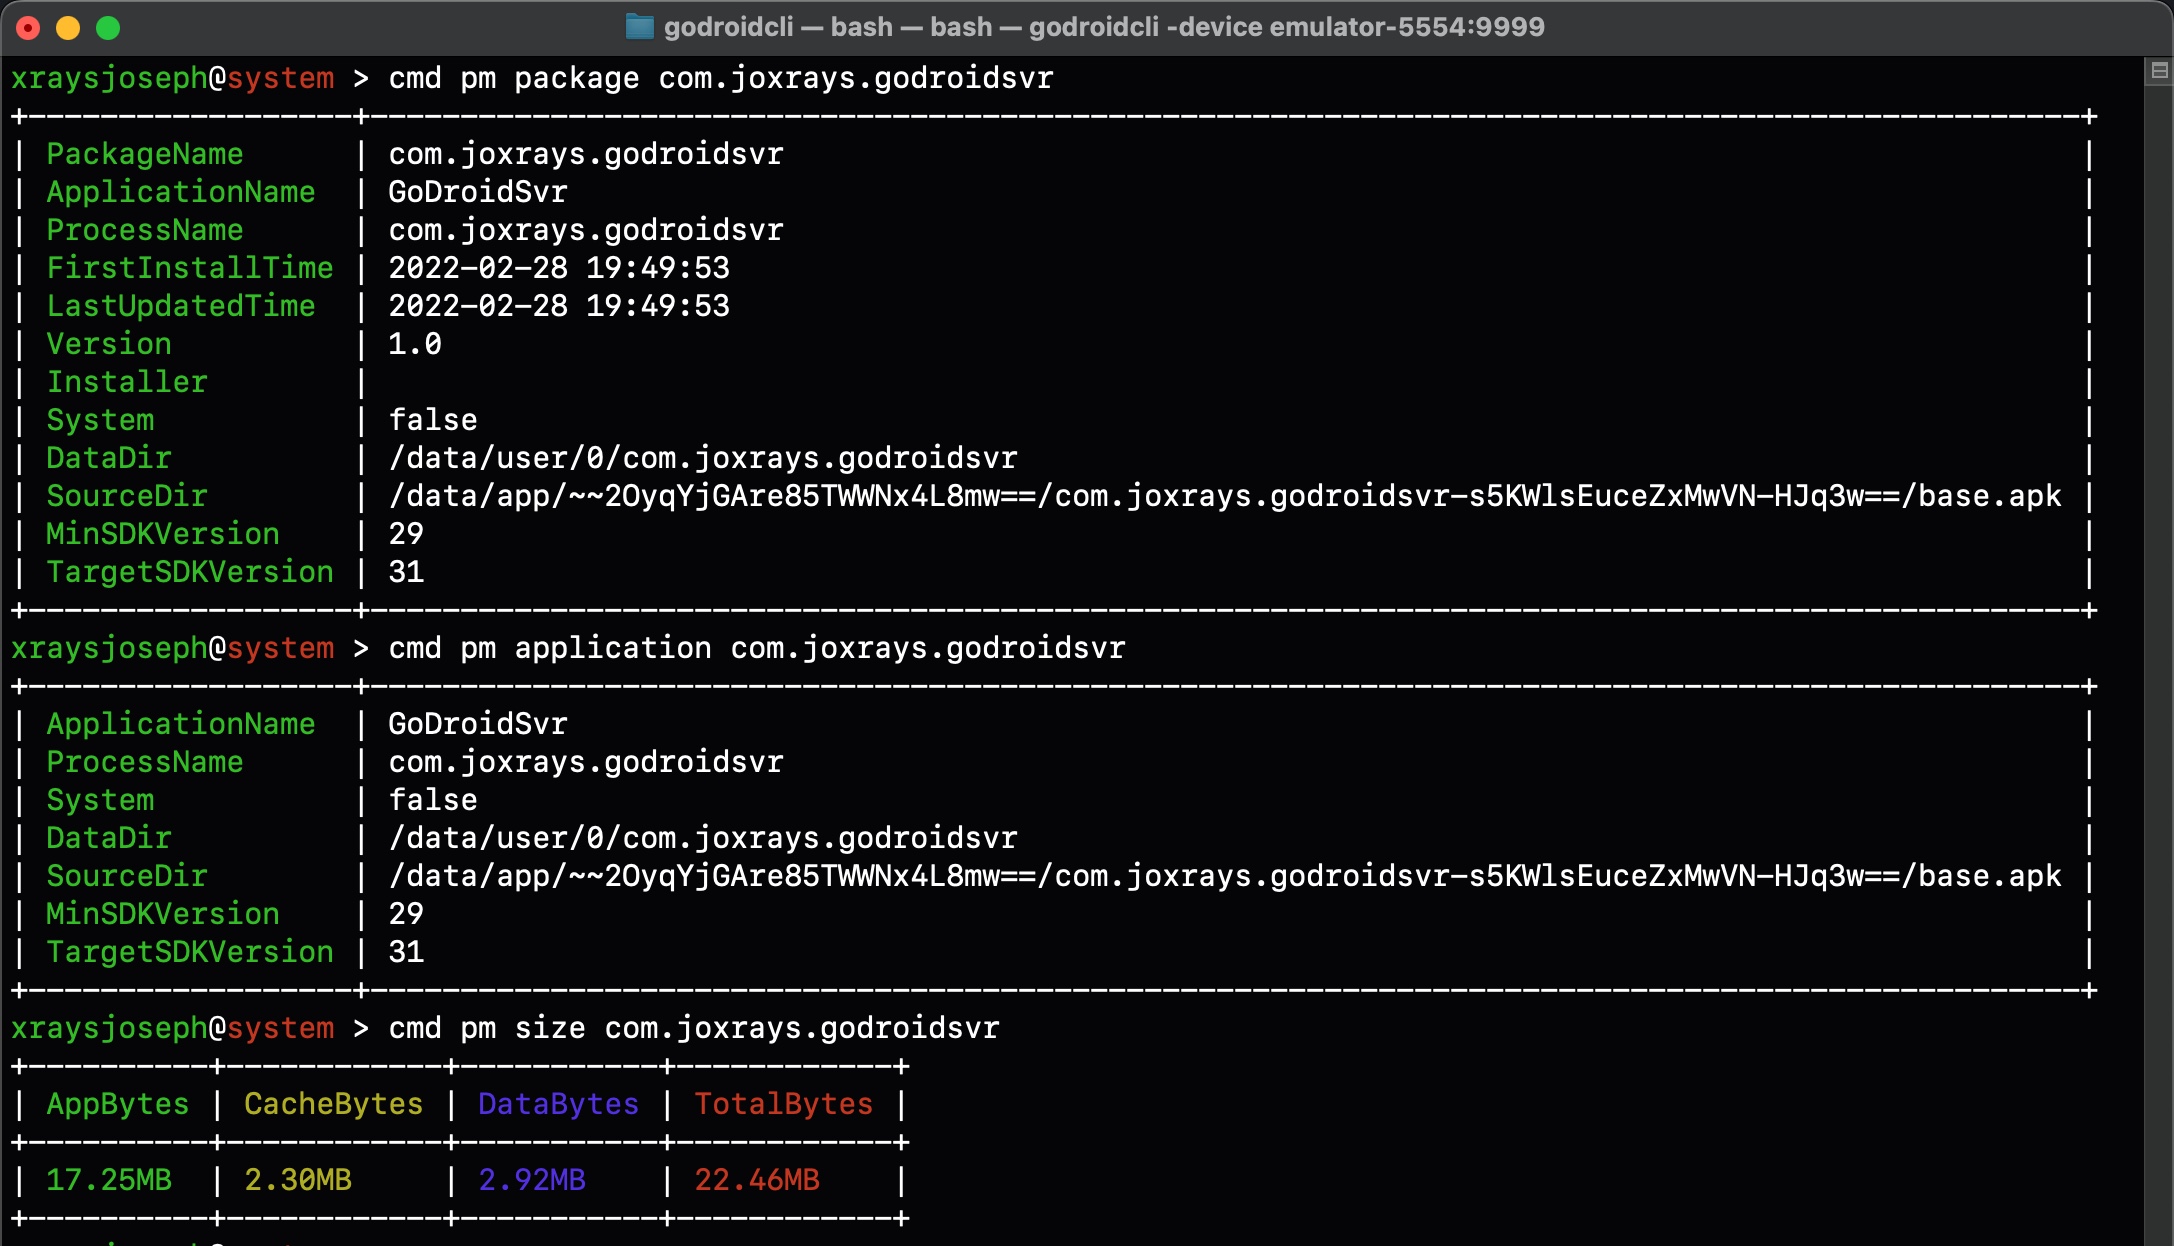 godroidcli — bash — bash — godroidcli -device emulator-5554:9999
xraysjoseph@system > cmd pm package com.joxrays.godroidsvr
PackageName | com.joxrays.godroidsvr
ApplicationName | GoDroidSvr
ProcessName | com.joxrays.godroidsvr
FirstInstallTime | 2022-02-28 19:49:53
LastUpdatedTime | 2022-02-28 19:49:53
Version | 1.0
Installer |
System | false
DataDir | /data/user/0/com.joxrays.godroidsvr
SourceDir | /data/app/~~2OyqYjGAre85TWWNx4L8mw==/com.joxrays.godroidsvr-s5KWlsEuceZxMwVN-HJq3w==/base.apk
MinSDKVersion | 29
TargetSDKVersion | 31
xraysjoseph@system > cmd pm application com.joxrays.godroidsvr
ApplicationName | GoDroidSvr
ProcessName | com.joxrays.godroidsvr
System | false
DataDir | /data/user/0/com.joxrays.godroidsvr
SourceDir | /data/app/~~2OyqYjGAre85TWWNx4L8mw==/com.joxrays.godroidsvr-s5KWlsEuceZxMwVN-HJq3w==/base.apk
MinSDKVersion | 29
TargetSDKVersion | 31
xraysjoseph@system > cmd pm size com.joxrays.godroidsvr
AppBytes | CacheBytes | DataBytes | TotalBytes
17.25MB | 2.30MB | 2.92MB | 22.46MB